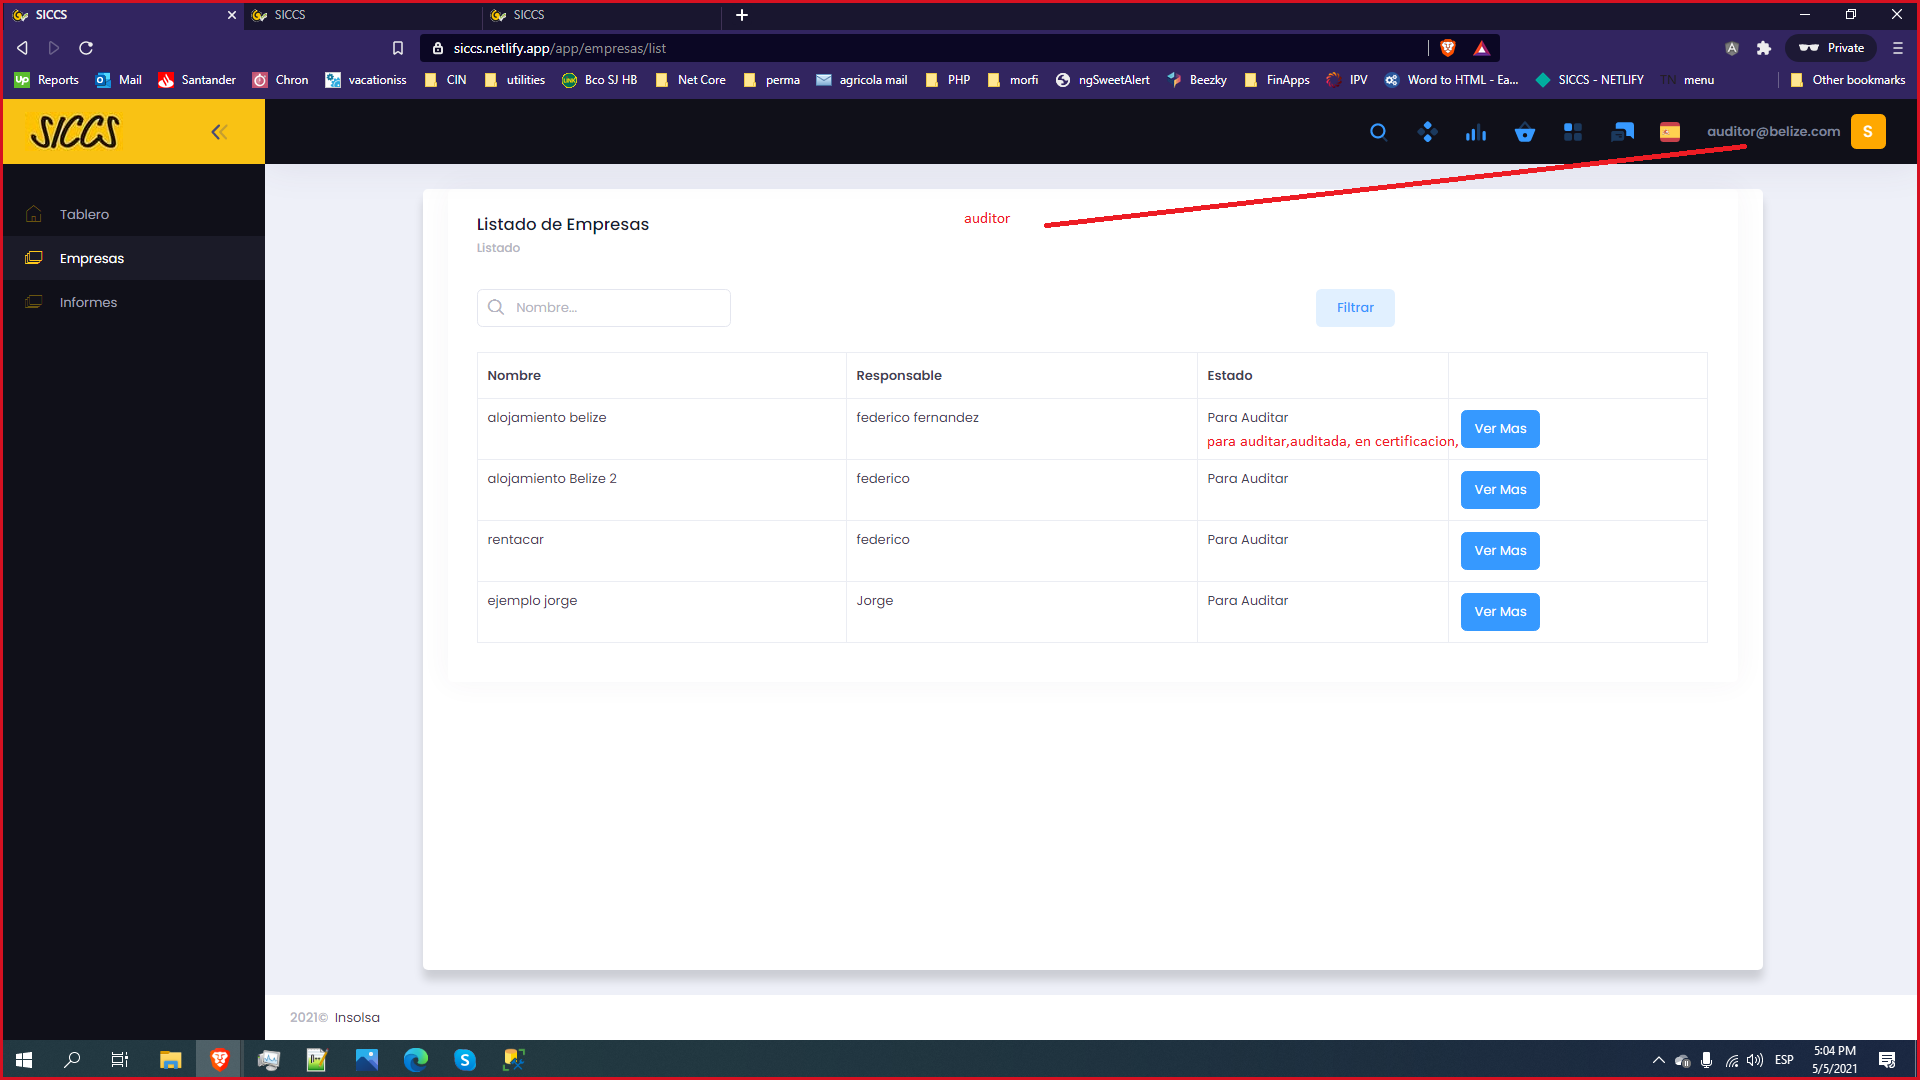 SICCS
SICCS
SICCS
siccs.netlify.app/app/empresas/list
Private
Up Reports
Mail
Santander
Chron
vacationiss
CIN
utilities
LINK Bco SJ HB
Net Core
perma
agricola mail
PHP
morfi
ngSweetAlert
Beezky
FinApps
IPV
Word to HTML - Ea...
SICCS - NETLIFY
TN menu
Other bookmarks
SICCS
auditor@belize.com
S
Tablero
Empresas
Informes
Listado de Empresas
Listado
auditor
Nombre...
Filtrar
Nombre Responsable Estado
alojamiento belize federico fernandez Para Auditar Ver Mas
para auditar,auditada, en certificacion,
alojamiento Belize 2 federico Para Auditar Ver Mas
rentacar federico Para Auditar Ver Mas
ejemplo jorge Jorge Para Auditar Ver Mas
2021© Insolsa
ESP
5:04 PM
5/5/2021